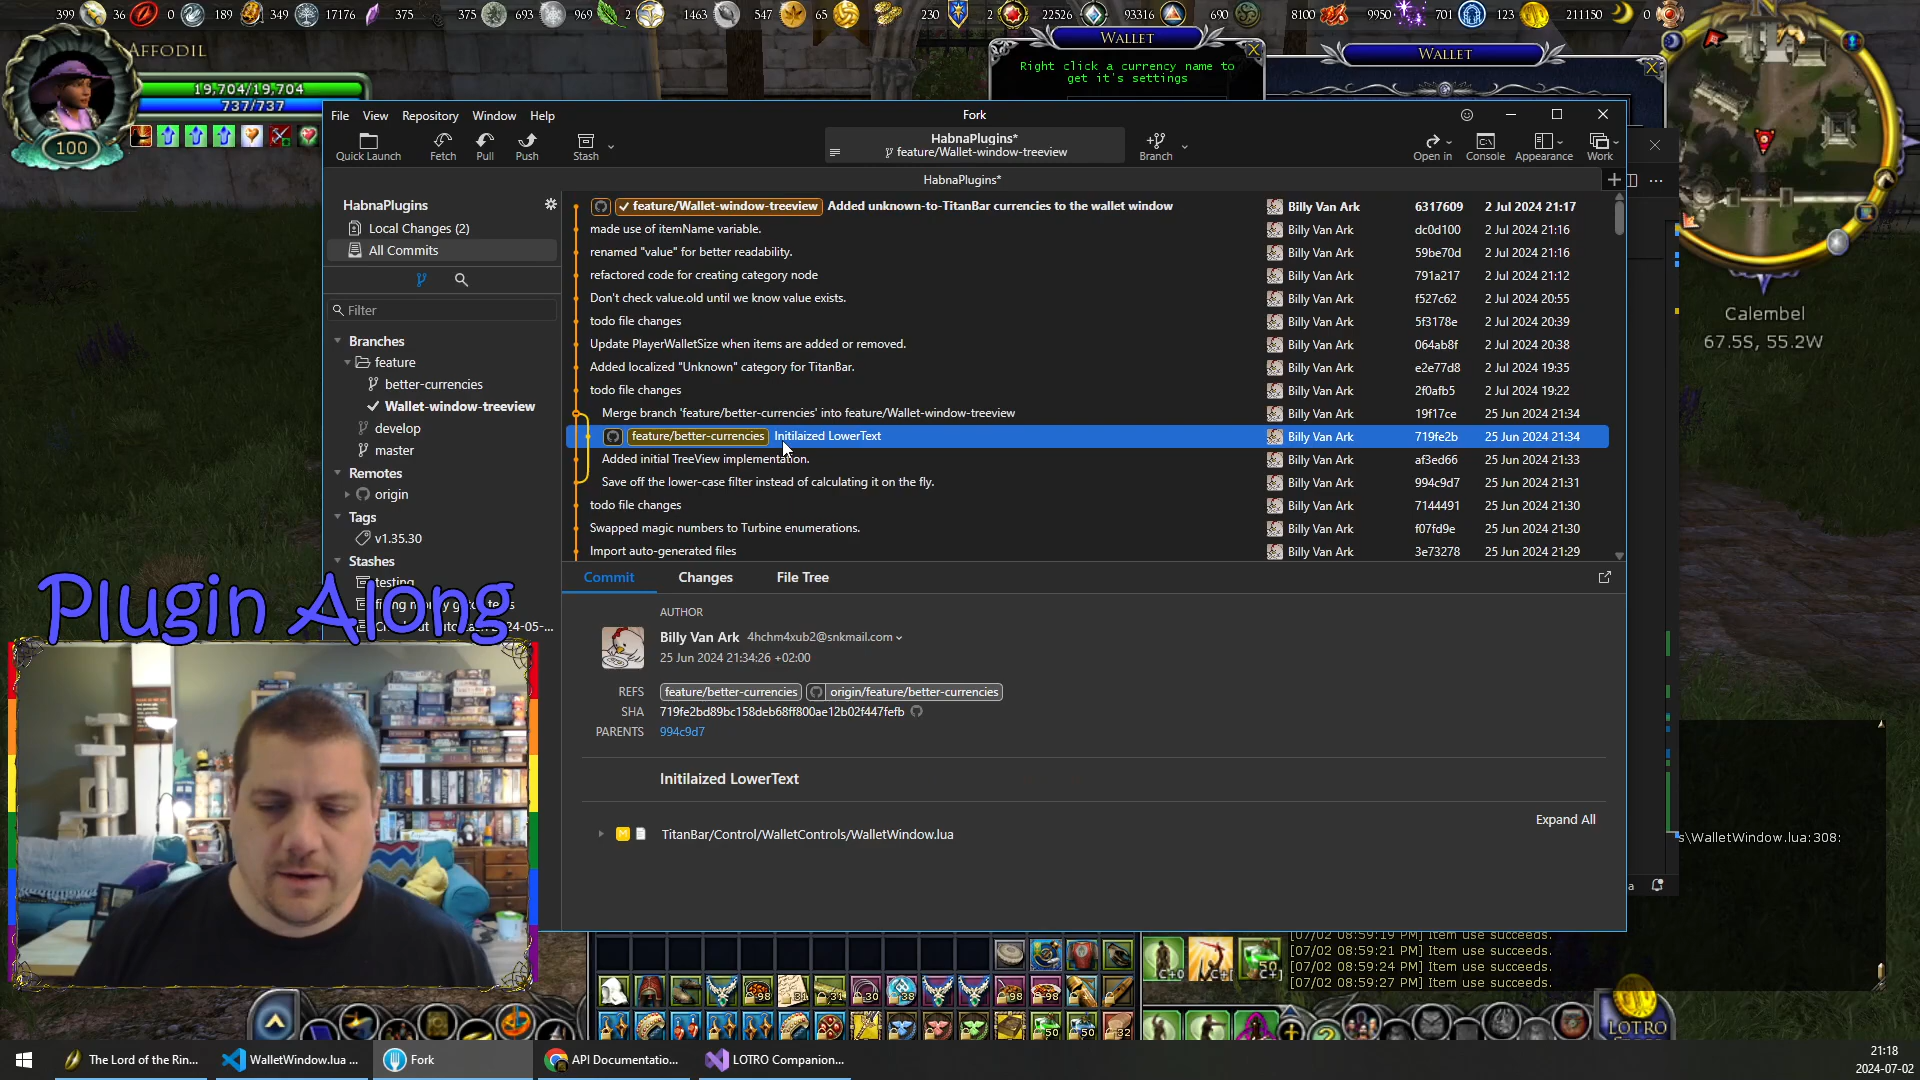 399
36
0
189
349
17176
375
375
693
969
2
1463
547
65
230
2
22526
93316
690
8100
9950
701
123
211150
0
AFFODIL
19,704/19,704
737/737
100
WALLET
Right click a currency name to
get it's settings
WALLET
Calembel
67.5S, 55.2W
File View Repository Window Help
Fork
Quick Launch
Fetch
Pull
Push
Stash
HabnaPlugins*
feature/Wallet-window-treeview
Branch
Open in
Console
Appearance
Work
HabnaPlugins*
HabnaPlugins
Local Changes (2)
All Commits
Filter
Branches
feature
better-currencies
Wallet-window-treeview
develop
master
Remotes
origin
Tags
v1.35.30
Stashes
testing
feature/Wallet-window-treeview Added unknown-to-TitanBar currencies to the wallet window Billy Van Ark 6317609 2 Jul 2024 21:17
made use of itemName variable. Billy Van Ark dc0d100 2 Jul 2024 21:16
renamed "value" for better readability. Billy Van Ark 59be70d 2 Jul 2024 21:16
refactored code for creating category node Billy Van Ark 791a217 2 Jul 2024 21:12
Don't check value.old until we know value exists. Billy Van Ark f527c62 2 Jul 2024 20:55
todo file changes Billy Van Ark 5f3178e 2 Jul 2024 20:39
Update PlayerWalletSize when items are added or removed. Billy Van Ark 064ab8f 2 Jul 2024 20:38
Added localized "Unknown" category for TitanBar. Billy Van Ark e2e77d8 2 Jul 2024 19:35
todo file changes Billy Van Ark 2f0afb5 2 Jul 2024 19:22
Merge branch 'feature/better-currencies' into feature/Wallet-window-treeview Billy Van Ark 19f17ce 25 Jun 2024 21:34
feature/better-currencies Initilaized LowerText Billy Van Ark 719fe2b 25 Jun 2024 21:34
Added initial TreeView implementation. Billy Van Ark af3ed66 25 Jun 2024 21:33
Save off the lower-case filter instead of calculating it on the fly. Billy Van Ark 994c9d7 25 Jun 2024 21:31
todo file changes Billy Van Ark 7144491 25 Jun 2024 21:30
Swapped magic numbers to Turbine enumerations. Billy Van Ark f07fd9e 25 Jun 2024 21:30
Import auto-generated files Billy Van Ark 3e73278 25 Jun 2024 21:29
Commit Changes File Tree
AUTHOR
Billy Van Ark 4hchm4xub2@snkmail.com
25 Jun 2024 21:34:26 +02:00
REFS feature/better-currencies origin/feature/better-currencies
SHA 719fe2bd89bc158deb68ff800ae12b02f447fefb
PARENTS 994c9d7
Initilaized LowerText
Expand All
TitanBar/Control/WalletControls/WalletWindow.lua
Plugin Along
s\WalletWindow.lua:308:
[07/02 08:59:19 PM] Item use succeeds.
[07/02 08:59:21 PM] Item use succeeds.
[07/02 08:59:24 PM] Item use succeeds.
[07/02 08:59:27 PM] Item use succeeds.
LOTRO
The Lord of the Rin...
WalletWindow.lua ...
Fork
API Documentatio...
LOTRO Companion...
21:18
2024-07-02